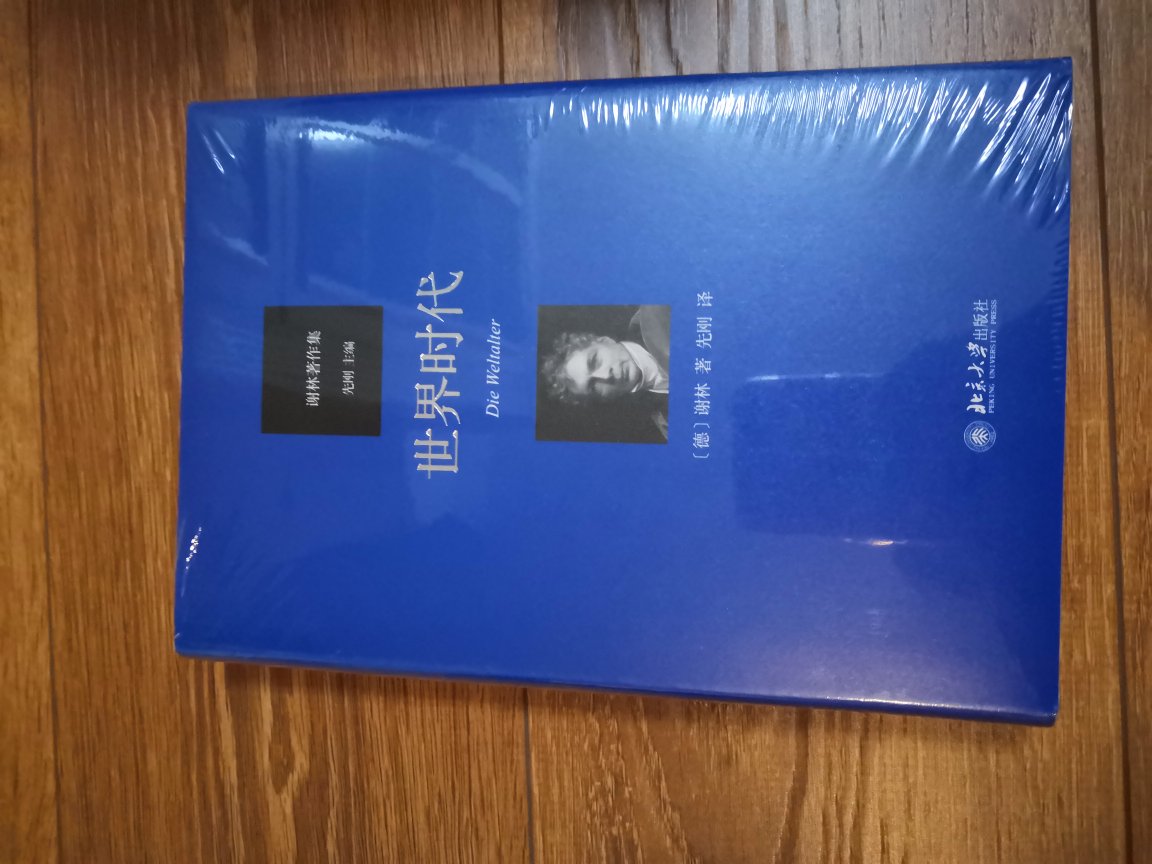 谢林著作集
先刚 主编
世界时代
Die Weltalter
〔德〕谢林 著 先刚 译
北京大学出版社
PEKING UNIVERSITY PRESS